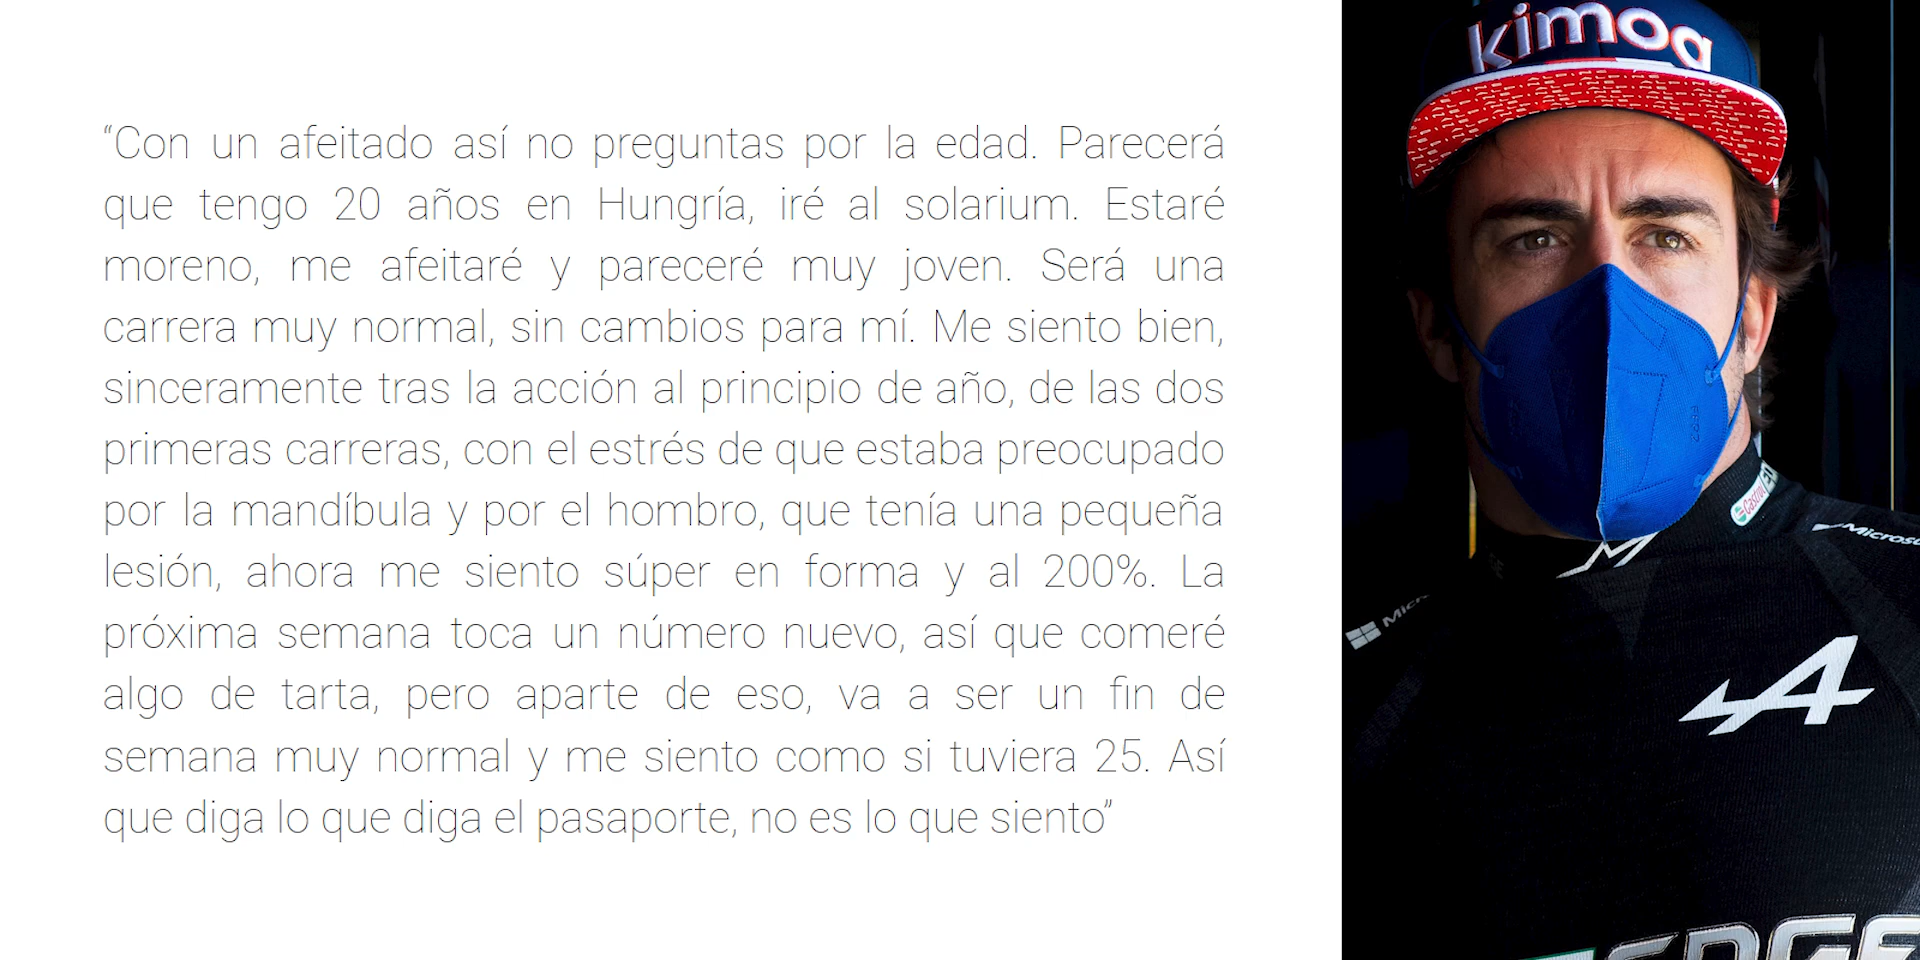 “Con un afeitado así no preguntas por la edad. Parecerá
que tengo 20 años en Hungría, iré al solarium. Estaré
moreno, me afeitaré y pareceré muy joven. Será una
carrera muy normal, sin cambios para mí. Me siento bien,
sinceramente tras la acción al principio de año, de las dos
primeras carreras, con el estrés de que estaba preocupado
por la mandíbula y por el hombro, que tenía una pequeña
lesión, ahora me siento súper en forma y al 200%. La
próxima semana toca un número nuevo, así que comeré
algo de tarta, pero aparte de eso, va a ser un fin de
semana muy normal y me siento como si tuviera 25. Así
que diga lo que diga el pasaporte, no es lo que siento”
kimoa
Castrol
A